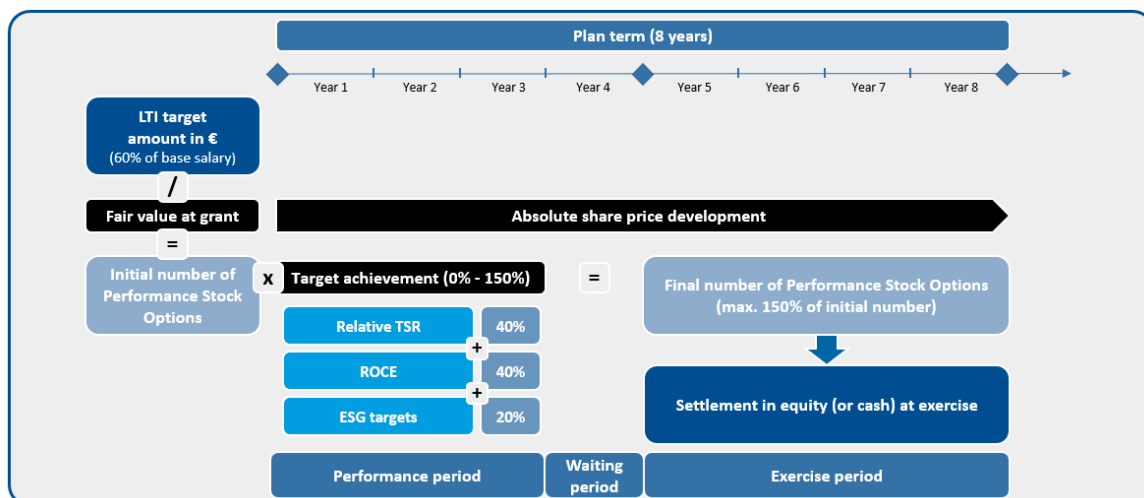 Plan term (8 years)
Year 1 Year 2 Year 3 Year 4 Year 5 Year 6 Year 7 Year 8
LTI target
amount in €
(60% of base salary)
/
Fair value at grant
Absolute share price development
=
Initial number of
Performance Stock
Options
x
Target achievement (0% - 150%)
=
Final number of Performance Stock Options
(max. 150% of initial number)
Relative TSR 40%
+
ROCE 40%
+
ESG targets 20%
Settlement in equity (or cash) at exercise
Performance period
Waiting
period
Exercise period